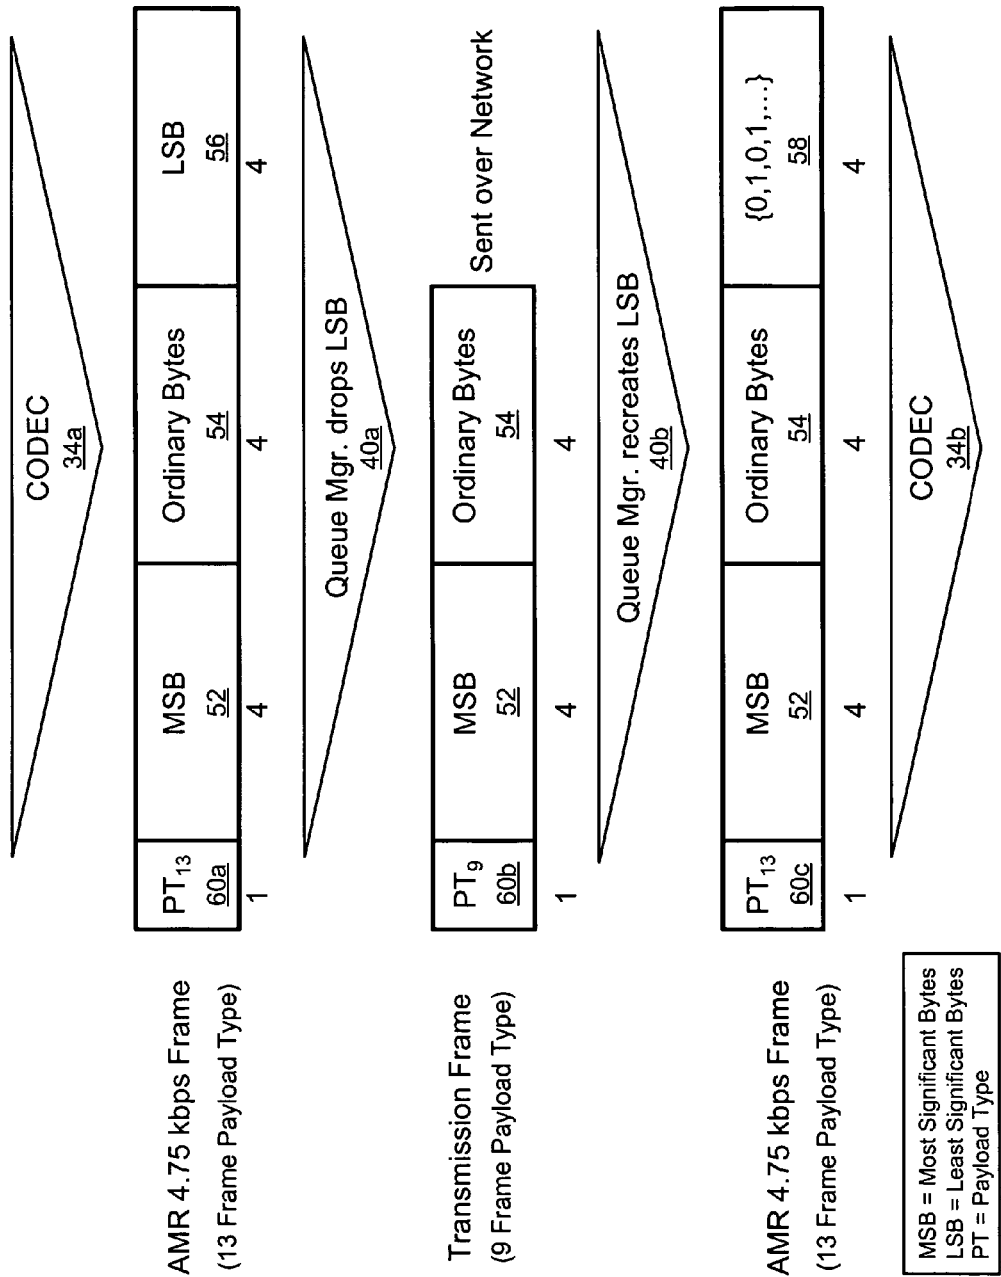 CODEC
34a
AMR 4.75 kbps Frame
(13 Frame Payload Type)
PT13
60a
MSB
52
Ordinary Bytes
54
LSB
56
1
4
4
4
Queue Mgr. drops LSB
40a
Transmission Frame
(9 Frame Payload Type)
PT9
60b
MSB
52
Ordinary Bytes
54
Sent over Network
1
4
4
Queue Mgr. recreates LSB
40b
AMR 4.75 kbps Frame
(13 Frame Payload Type)
PT13
60c
MSB
52
Ordinary Bytes
54
{0,1,0,1,...}
58
1
4
4
4
CODEC
34b
MSB = Most Significant Bytes
LSB = Least Significant Bytes
PT = Payload Type